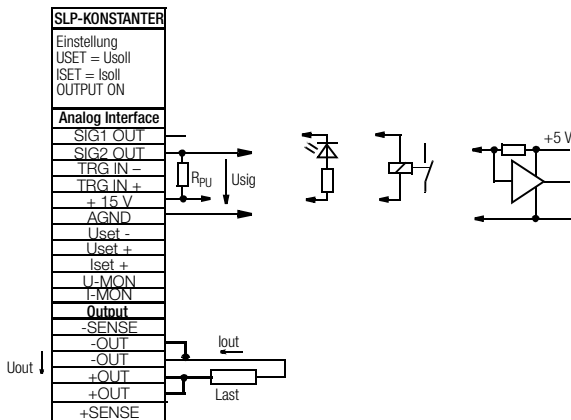 SLP-KONSTANTER
Einstellung
USET = Usoll
ISET = Isoll
OUTPUT ON
Analog Interface
SIG1 OUT
SIG2 OUT
TRG IN –
TRG IN +
+ 15 V
AGND
Uset -
Uset +
Iset +
U-MON
I-MON
Output
-SENSE
-OUT
-OUT
+OUT
+OUT
+SENSE
RPU
Usig
+5 V
Iout
Uout
Last